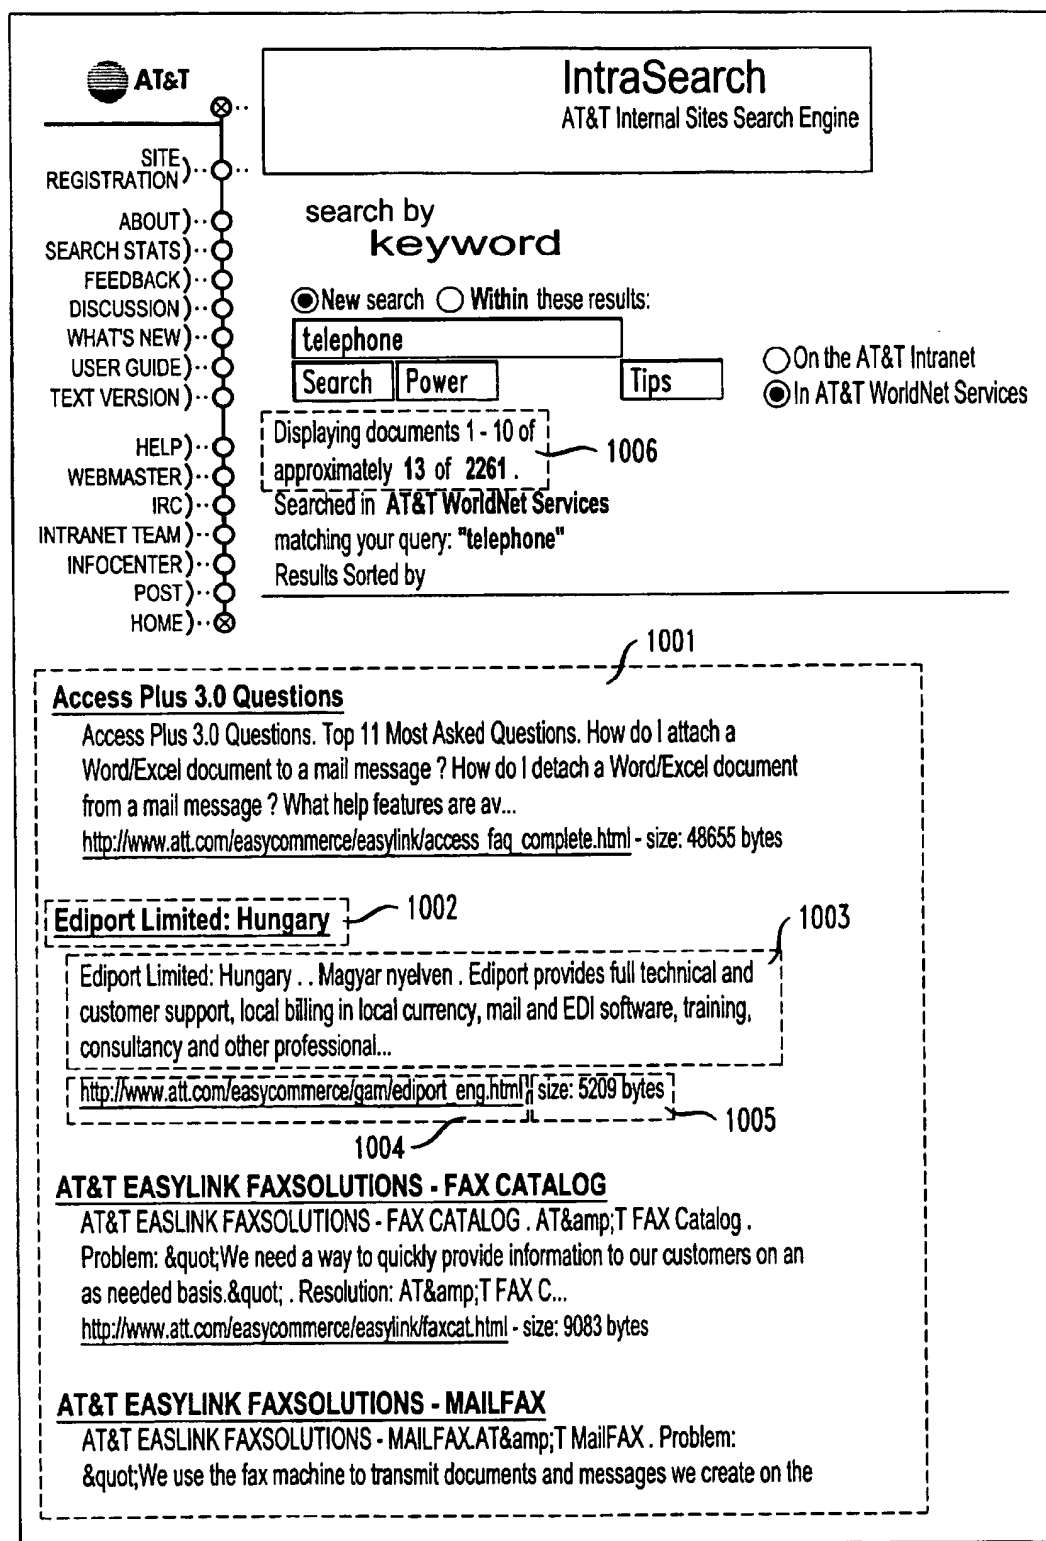 AT&T
IntraSearch
AT&T Internal Sites Search Engine
SITE
REGISTRATION
ABOUT
SEARCH STATS
FEEDBACK
DISCUSSION
WHAT'S NEW
USER GUIDE
TEXT VERSION
HELP
WEBMASTER
IRC
INTRANET TEAM
INFOCENTER
POST
HOME
search by
keyword
New search Within these results:
telephone
Search Power Tips
On the AT&T Intranet
In AT&T WorldNet Services
Displaying documents 1 - 10 of
approximately 13 of 2261 .
1006
Searched in AT&T WorldNet Services
matching your query: "telephone"
Results Sorted by
1001
Access Plus 3.0 Questions
Access Plus 3.0 Questions. Top 11 Most Asked Questions. How do I attach a
Word/Excel document to a mail message ? How do I detach a Word/Excel document
from a mail message ? What help features are av...
http://www.att.com/easycommerce/easylink/access_faq_complete.html - size: 48655 bytes
Ediport Limited: Hungary
1002
1003
Ediport Limited: Hungary . . Magyar nyelven . Ediport provides full technical and
customer support, local billing in local currency, mail and EDI software, training,
consultancy and other professional...
http://www.att.com/easycommerce/gam/ediport_eng.html size: 5209 bytes
1004
1005
AT&T EASYLINK FAXSOLUTIONS - FAX CATALOG
AT&T EASLINK FAXSOLUTIONS - FAX CATALOG . AT&amp;T FAX Catalog .
Problem: &quot;We need a way to quickly provide information to our customers on an
as needed basis.&quot; . Resolution: AT&amp;T FAX C...
http://www.att.com/easycommerce/easylink/faxcat.html - size: 9083 bytes
AT&T EASYLINK FAXSOLUTIONS - MAILFAX
AT&T EASLINK FAXSOLUTIONS - MAILFAX.AT&amp;T MailFAX . Problem:
&quot;We use the fax machine to transmit documents and messages we create on the